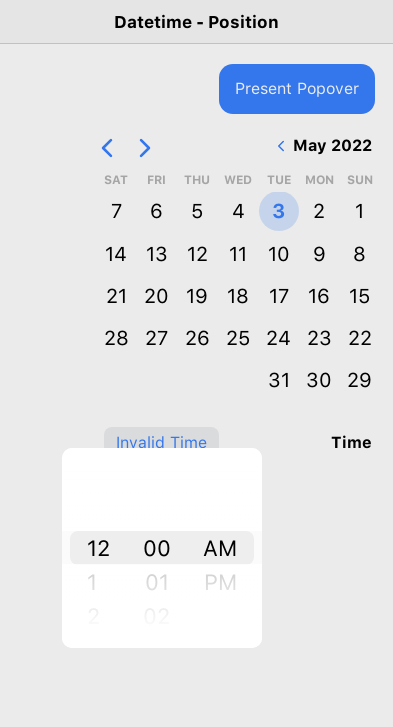 Datetime - Position
Present Popover
May 2022
SAT FRI THU WED TUE MON SUN
7 6 5 4 3 2 1
14 13 12 11 10 9 8
21 20 19 18 17 16 15
28 27 26 25 24 23 22
31 30 29
Invalid Time Time
12 00 AM
1 01 PM
2 02